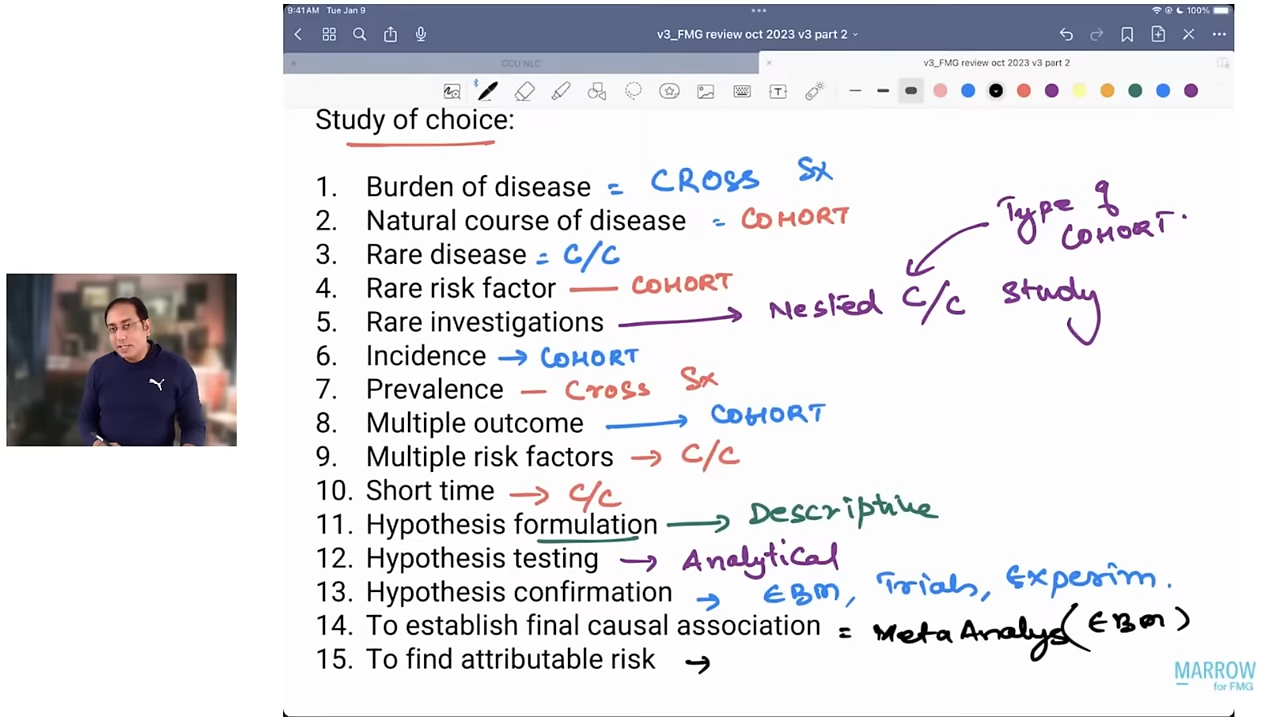 9:41 AM Tue Jan 9
100%
v3_FMG review oct 2023 v3 part 2
CCU NLC
v3_FMG review oct 2023 v3 part 2
Study of choice:
1. Burden of disease = CROSS Sx
2. Natural course of disease = COHORT
Type of COHORT.
3. Rare disease = C/C
4. Rare risk factor — COHORT
5. Rare investigations → Nested C/C Study
6. Incidence → COHORT
7. Prevalence — Cross Sx
8. Multiple outcome → COHORT
9. Multiple risk factors → C/C
10. Short time → C/C
11. Hypothesis formulation → Descriptive
12. Hypothesis testing → Analytical
13. Hypothesis confirmation → EBM, Trials, Experim.
14. To establish final causal association = Meta Analys (EBM)
15. To find attributable risk →
MARROW
for FMG